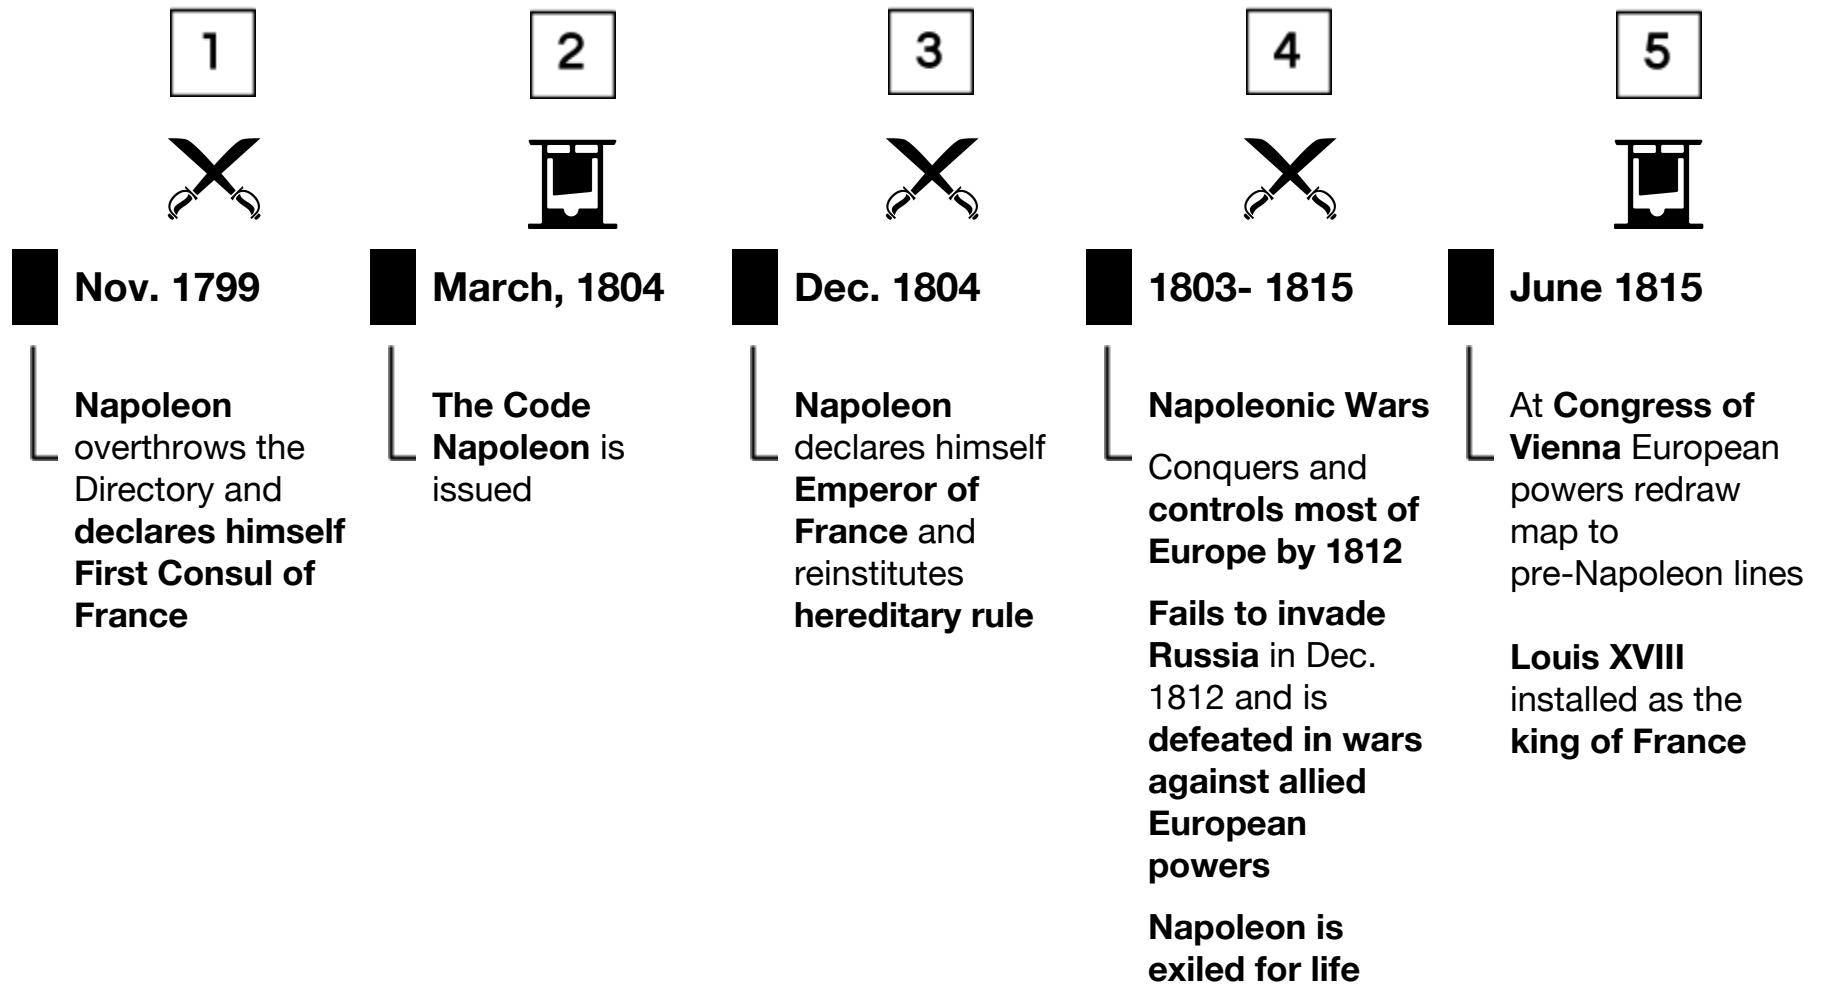 1
2
3
4
5
Nov. 1799
March, 1804
Dec. 1804
1803- 1815
June 1815
Napoleon
overthrows the
Directory and
declares himself
First Consul of
France
The Code
Napoleon is
issued
Napoleon
declares himself
Emperor of
France and
reinstitutes
hereditary rule
Napoleonic Wars
Conquers and
controls most of
Europe by 1812
Fails to invade
Russia in Dec.
1812 and is
defeated in wars
against allied
European
powers
Napoleon is
exiled for life
At Congress of
Vienna European
powers redraw
map to
pre-Napoleon lines
Louis XVIII
installed as the
king of France